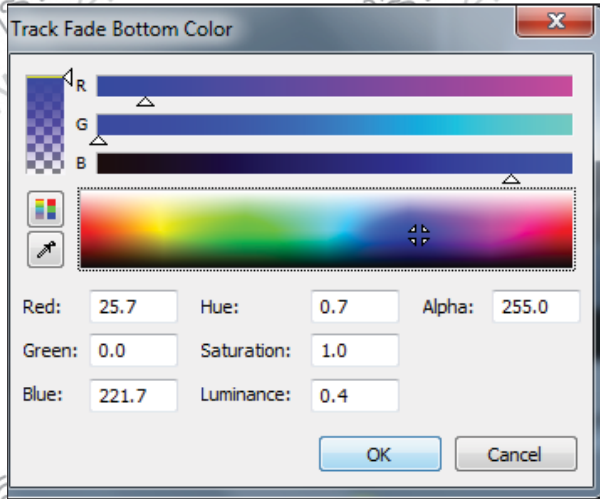 Track Fade Bottom Color
R
G
B
Red: 25.7 Hue: 0.7 Alpha: 255.0
Green: 0.0 Saturation: 1.0
Blue: 221.7 Luminance: 0.4
OK Cancel